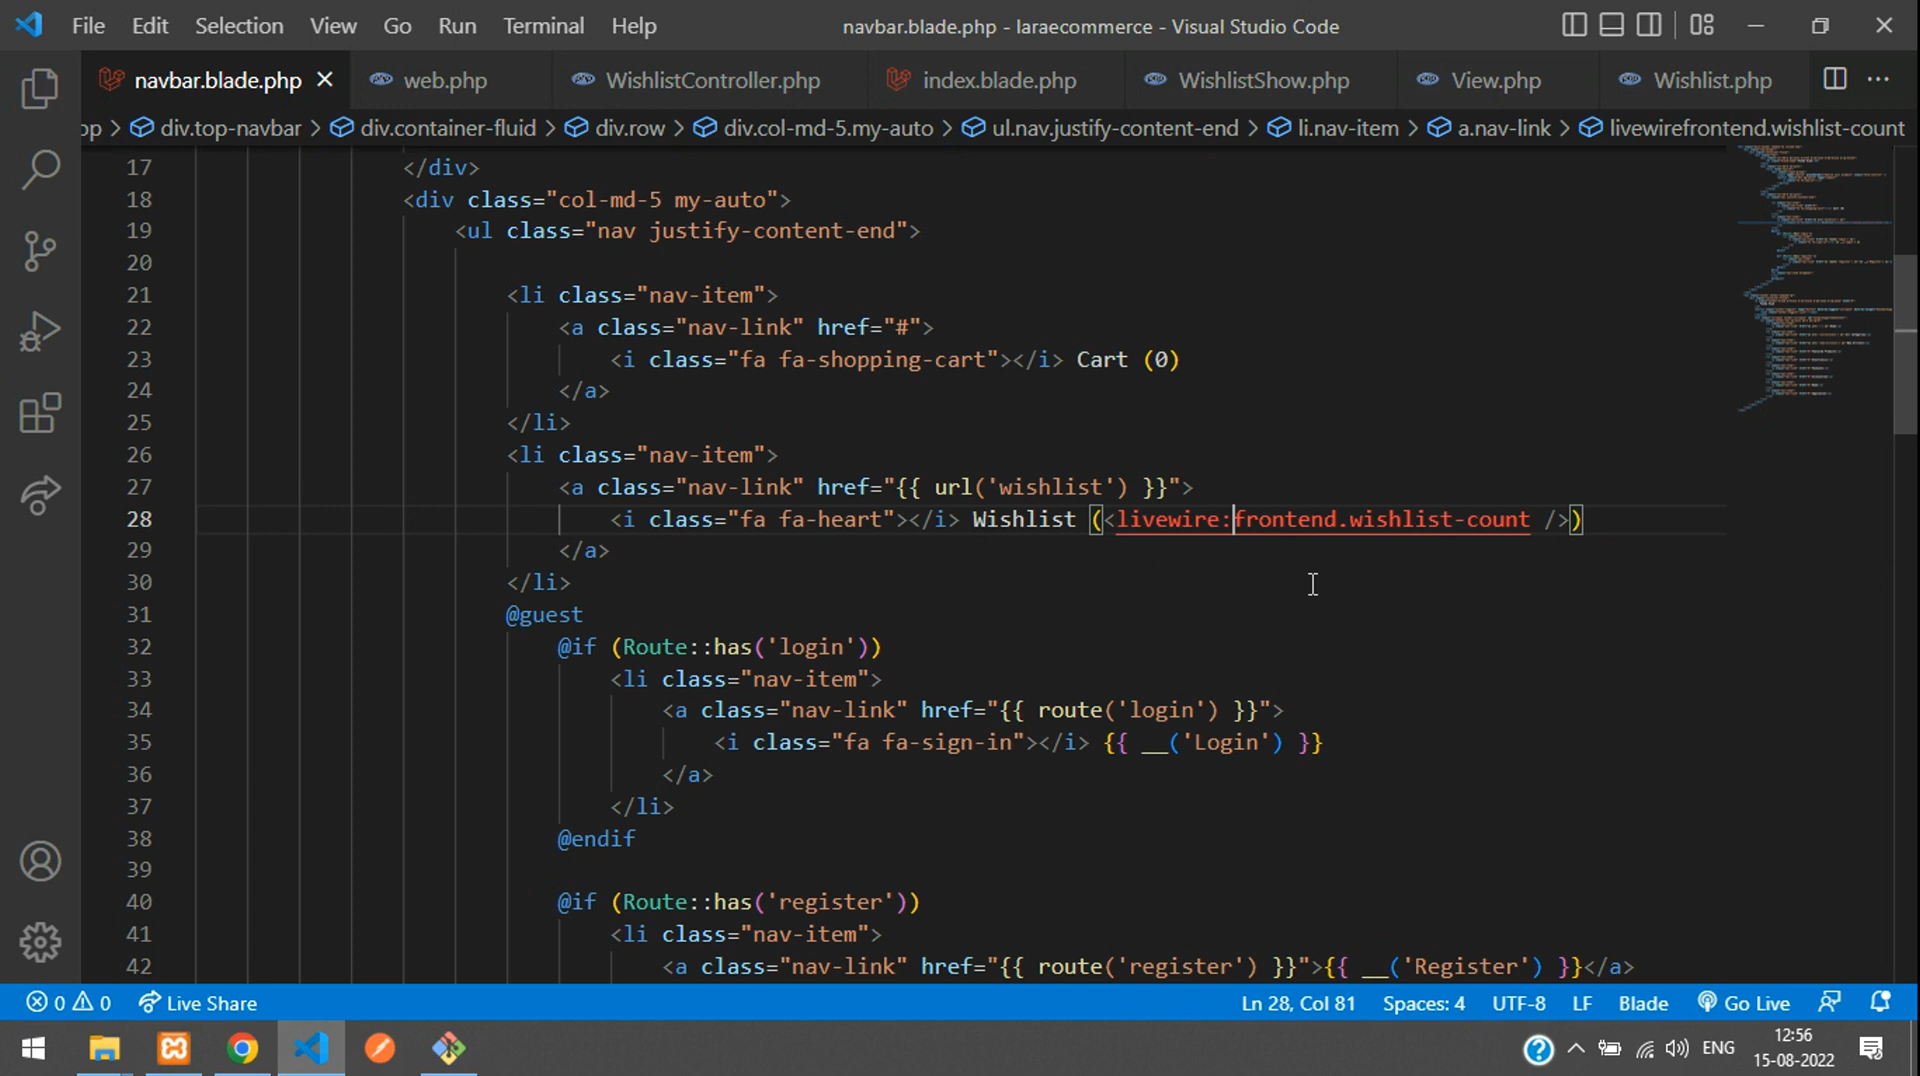 File Edit Selection View Go Run Terminal Help navbar.blade.php - laraecommerce - Visual Studio Code
navbar.blade.php web.php WishlistController.php index.blade.php WishlistShow.php View.php Wishlist.php
op > div.top-navbar > div.container-fluid > div.row > div.col-md-5.my-auto > ul.nav.justify-content-end > li.nav-item > a.nav-link > livewirefrontend.wishlist-count
17 </div>
18 <div class="col-md-5 my-auto">
19 <ul class="nav justify-content-end">
20
21 <li class="nav-item">
22 <a class="nav-link" href="#">
23 <i class="fa fa-shopping-cart"></i> Cart (0)
24 </a>
25 </li>
26 <li class="nav-item">
27 <a class="nav-link" href="{{ url('wishlist') }}">
28 <i class="fa fa-heart"></i> Wishlist (<livewire:frontend.wishlist-count />)
29 </a>
30 </li>
31 @guest
32 @if (Route::has('login'))
33 <li class="nav-item">
34 <a class="nav-link" href="{{ route('login') }}">
35 <i class="fa fa-sign-in"></i> {{ __('Login') }}
36 </a>
37 </li>
38 @endif
39
40 @if (Route::has('register'))
41 <li class="nav-item">
42 <a class="nav-link" href="{{ route('register') }}">{{ __('Register') }}</a>
0 0 Live Share Ln 28, Col 81 Spaces: 4 UTF-8 LF Blade Go Live
ENG 12:56
15-08-2022